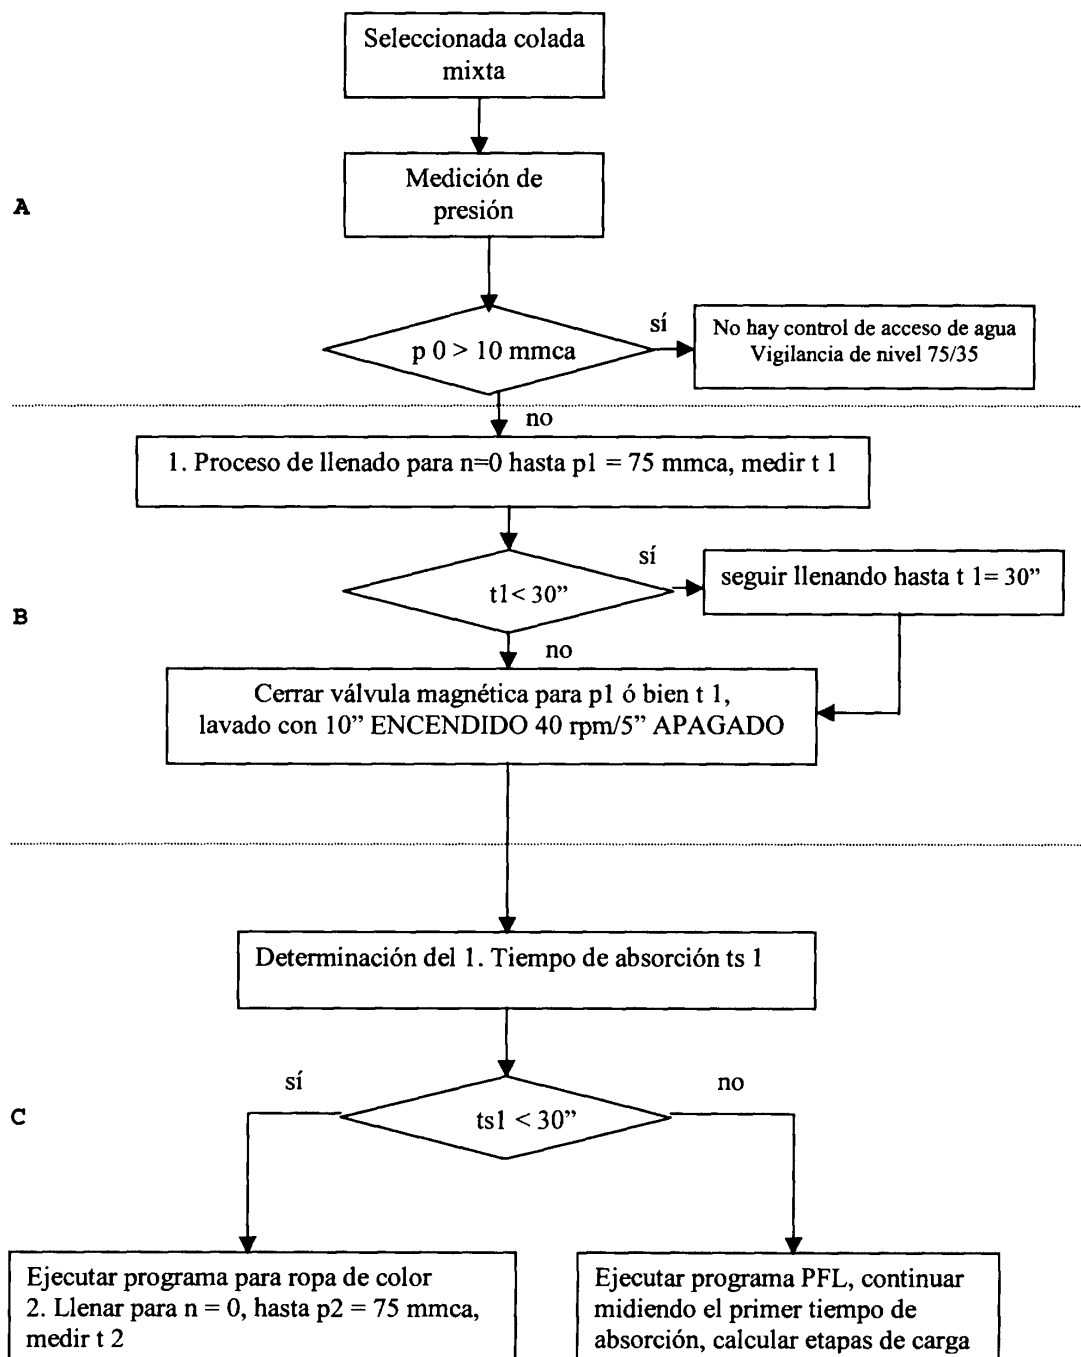 Seleccionada colada
mixta
Medición de
presión
A
p 0 > 10 mmca
sí
No hay control de acceso de agua
Vigilancia de nivel 75/35
no
1. Proceso de llenado para n=0 hasta p1 = 75 mmca, medir t 1
t1< 30”
sí
seguir llenando hasta t 1= 30”
B
no
Cerrar válvula magnética para p1 ó bien t 1,
lavado con 10” ENCENDIDO 40 rpm/5” APAGADO
Determinación del 1. Tiempo de absorción ts 1
sí
no
C
ts1 < 30”
Ejecutar programa para ropa de color
2. Llenar para n = 0, hasta p2 = 75 mmca,
medir t 2
Ejecutar programa PFL, continuar
midiendo el primer tiempo de
absorción, calcular etapas de carga